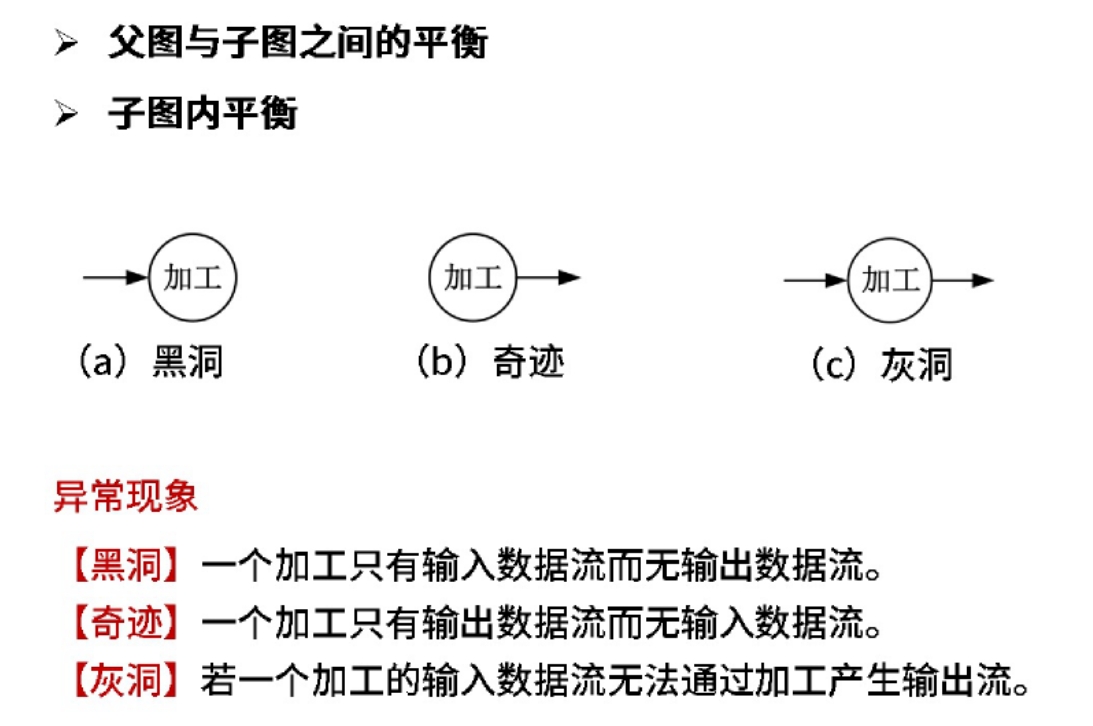 ➢ 父图与子图之间的平衡
➢ 子图内平衡
加工
加工
加工
（a）黑洞
（b）奇迹
（c）灰洞
异常现象
【黑洞】一个加工只有输入数据流而无输出数据流。
【奇迹】一个加工只有输出数据流而无输入数据流。
【灰洞】若一个加工的输入数据流无法通过加工产生输出流。